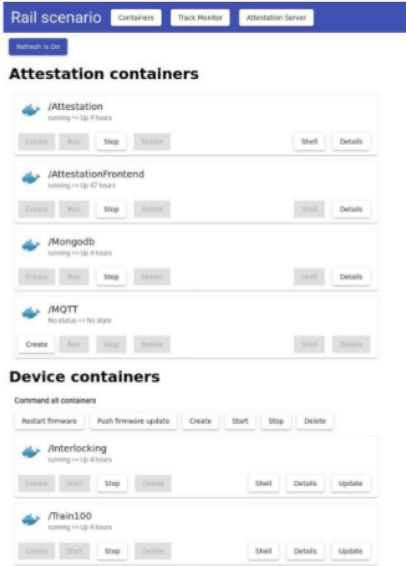 Rail scenario Containers Track Monitor Attestation Server
Refresh is On
Attestation containers
/Attestation
running => Up 4 hours
Create Run Stop Delete Shell Details
/AttestationFrontend
running => Up 47 hours
Create Run Stop Delete Shell Details
/Mongodb
running => Up 4 hours
Create Run Stop Delete Shell Details
/MQTT
No status => No state
Create Run Stop Delete Shell Details
Device containers
Command all containers
Restart firmware Push firmware update Create Start Stop Delete
/Interlocking
running => Up 4 hours
Create Start Stop Delete Shell Details Update
/Train100
running => Up 4 hours
Create Start Stop Delete Shell Details Update